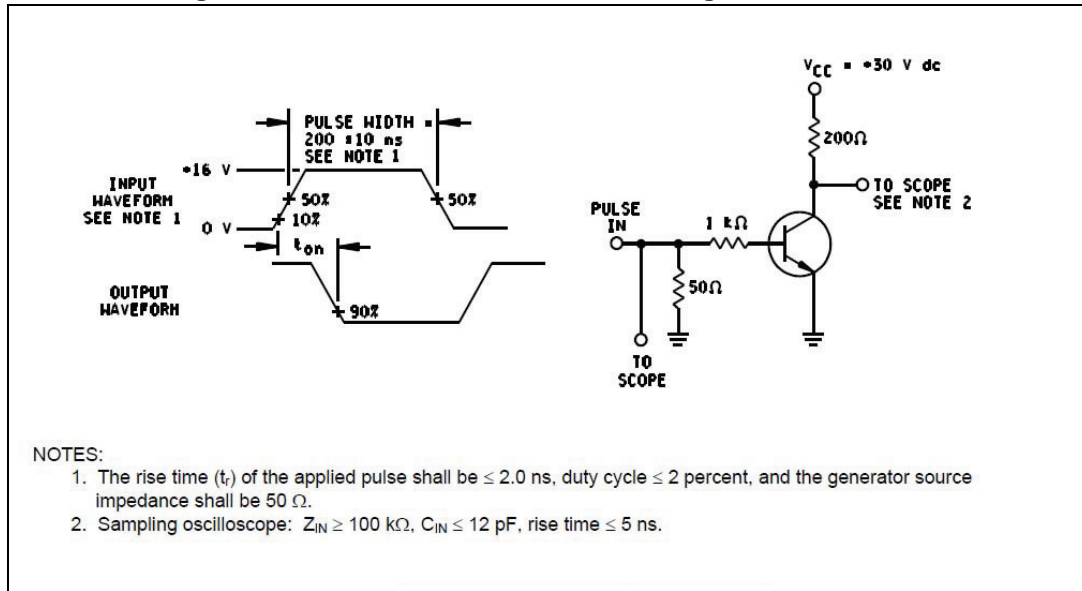 PULSE WIDTH =
200 ±10 ns
SEE NOTE 1
+16 V
INPUT
WAVEFORM
SEE NOTE 1
50%
50%
10%
0 V
ton
OUTPUT
WAVEFORM
90%
VCC = +30 V dc
200Ω
TO SCOPE
SEE NOTE 2
PULSE
IN
1 kΩ
50Ω
TO
SCOPE
NOTES:
1. The rise time (tr) of the applied pulse shall be ≤ 2.0 ns, duty cycle ≤ 2 percent, and the generator source
impedance shall be 50 Ω.
2. Sampling oscilloscope: ZIN ≥ 100 kΩ, CIN ≤ 12 pF, rise time ≤ 5 ns.